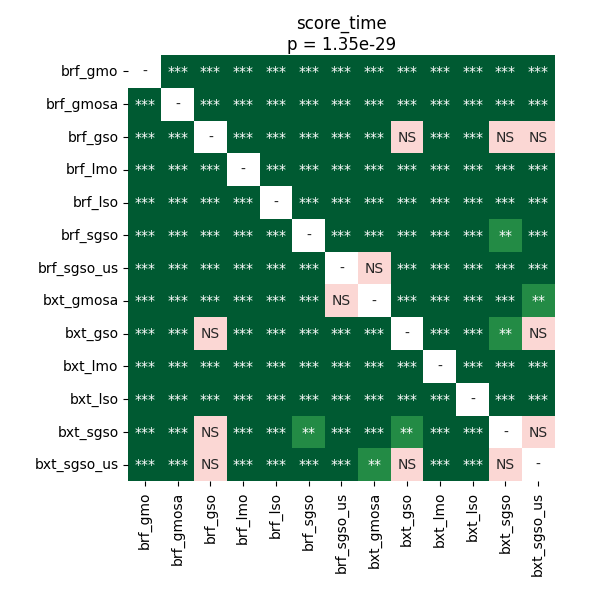 score_time
p = 1.35e-29
brf_gmo - *** *** *** *** *** *** *** *** *** *** *** ***
brf_gmosa *** - *** *** *** *** *** *** *** *** *** *** ***
brf_gso *** *** - *** *** *** *** *** NS *** *** NS NS
brf_lmo *** *** *** - *** *** *** *** *** *** *** *** ***
brf_lso *** *** *** *** - *** *** *** *** *** *** *** ***
brf_sgso *** *** *** *** *** - *** *** *** *** *** ** ***
brf_sgso_us *** *** *** *** *** *** - NS *** *** *** *** ***
bxt_gmosa *** *** *** *** *** *** NS - *** *** *** *** **
bxt_gso *** *** NS *** *** *** *** *** - *** *** ** NS
bxt_lmo *** *** *** *** *** *** *** *** *** - *** *** ***
bxt_lso *** *** *** *** *** *** *** *** *** *** - *** ***
bxt_sgso *** *** NS *** *** ** *** *** ** *** *** - NS
bxt_sgso_us *** *** NS *** *** *** *** ** NS *** *** NS -
brf_gmo
brf_gmosa
brf_gso
brf_lmo
brf_lso
brf_sgso
brf_sgso_us
bxt_gmosa
bxt_gso
bxt_lmo
bxt_lso
bxt_sgso
bxt_sgso_us